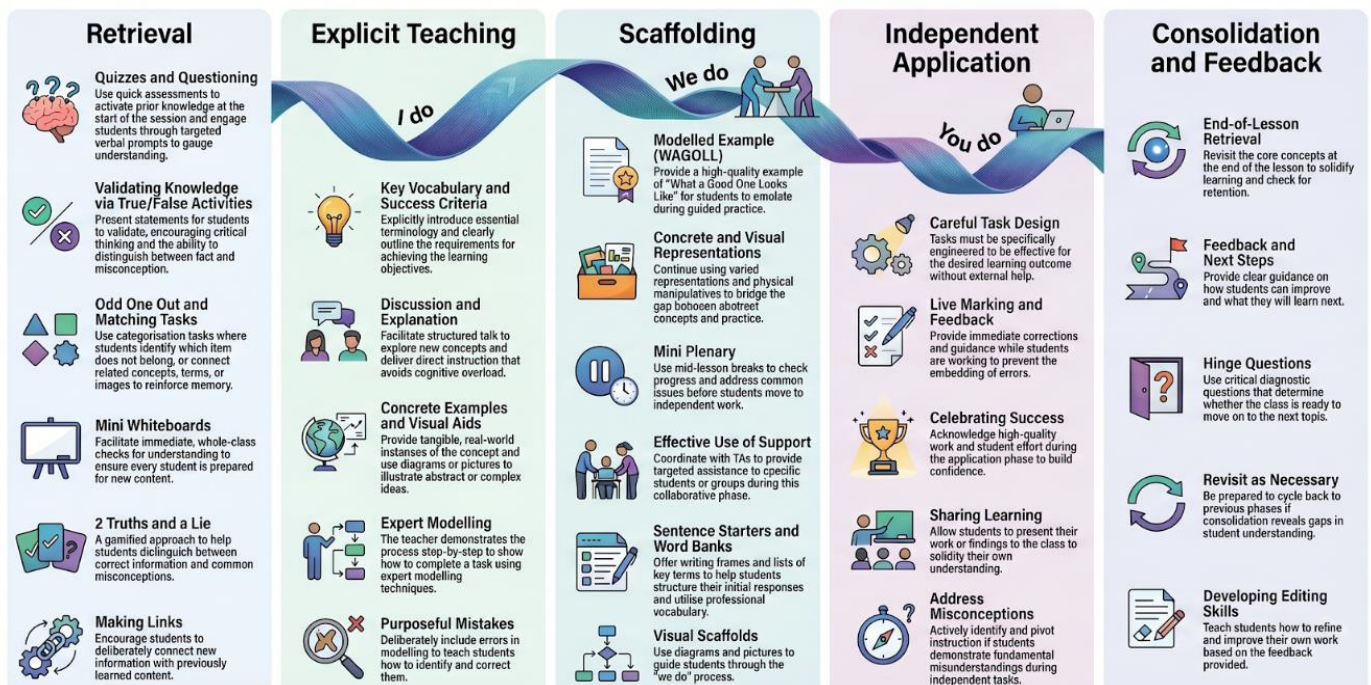 Retrieval
Quizzes and Questioning
Use quick assessments to
activate prior knowledge at the
start of the session and engage
students through targeted
verbal prompts to gauge
understanding.
Validating Knowledge
via True/False Activities
Present statements for students
to validate, encouraging critical
thinking and the ability to
distinguish between fact and
misconception.
Odd One Out and
Matching Tasks
Use categorisation tasks where
students identify which item
does not belong, or connect
related concepts, terms, or
images to reinforce memory.
Mini Whiteboards
Facilitate immediate, whole-class
checks for understanding to
ensure every student is prepared
for new content.
2 Truths and a Lie
A gamified approach to help
students diclinguich between
correct information and common
misconceptions.
Making Links
Encourage students to
deliberately connect new
information with previously
learned content.
Explicit Teaching
I do
Key Vocabulary and
Success Criteria
Explicitly introduce essential
terminology and clearly
outline the requirements for
achieving the learning
objectives.
Discussion and
Explanation
Facilitate structured talk to
explore new concepts and
deliver direct instruction that
avoids cognitive overload.
Concrete Examples
and Visual Aids
Provide tangible, real-world
instances of the concept and
use diagrams or pictures to
illustrate abstract or complex
ideas.
Expert Modelling
The teacher demonstrates the
process step-by-step to show
how to complete a task using
expert modelling
techniques.
Purposeful Mistakes
Deliberately include errors in
modelling to teach students
how to identify and correct
them.
Scaffolding
We do
Modelled Example
(WAGOLL)
Provide a high-quality example
of "What a Good One Looks
Like" for students to emolate
during guided practice.
Concrete and Visual
Representations
Continue using varied
representations and physical
manipulatives to bridge the
gap boboen abotreet
concepts and practice.
Mini Plenary
Use mid-lesson breaks to check
progress and address common
issues before students move to
independent work.
Effective Use of Support
Coordinate with TAs to provide
targeted assistance to cpecific
students or groups during this
collaborative phase.
Sentence Starters and
Word Banks
Offer writing frames and lists of
key terms to help students
structure their initial responses
and utilise professional
vocabulary.
Visual Scaffolds
Use diagrams and pictures to
guide students through the
"we do" process.
Independent
Application
You do
Careful Task Design
Tasks must be specifically
engineered to be effective for
the desired learning outcome
without external help.
Live Marking and
Feedback
Provide immediate corrections
and guidance while students
are working to prevent the
embedding of errors.
Celebrating Success
Acknowledge high-quality
work and student effort during
the application phase to build
confidence.
Sharing Learning
Allow students to present their
work or findings to the class to
solidity their own
understanding.
Address
Misconceptions
Actively identify and pivot
instruction if students
demonstrate fundamental
misunderstandings during
independent tasks.
Consolidation
and Feedback
End-of-Lesson
Retrieval
Revisit the core concepts at
the end of the lesson to solidify
learning and check for
retention.
Feedback and
Next Steps
Provide clear guidance on
how students can improve
and what they will learn next.
Hinge Questions
Use critical diagnostic
questions that determine
whether the class is ready to
move on to the next topis.
Revisit as Necessary
Be prepared to cycle back to
previous phases if
consolidation reveals gaps in
student understanding.
Developing Editing
Skills
Teach students how to refine
and improve their own work
based on the feedback
provided.